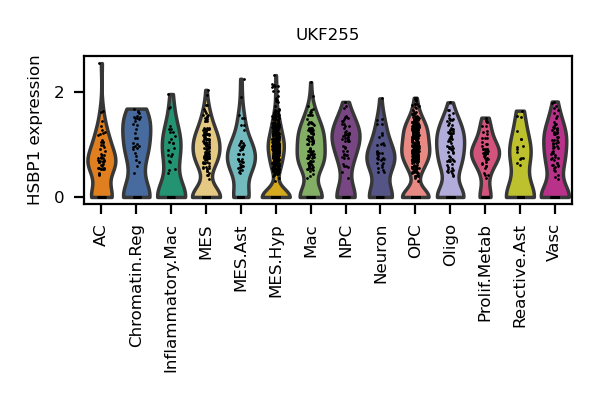 UKF255
HSBP1 expression
2
0
AC
Chromatin.Reg
Inflammatory.Mac
MES
MES.Ast
MES.Hyp
Mac
NPC
Neuron
OPC
Oligo
Prolif.Metab
Reactive.Ast
Vasc